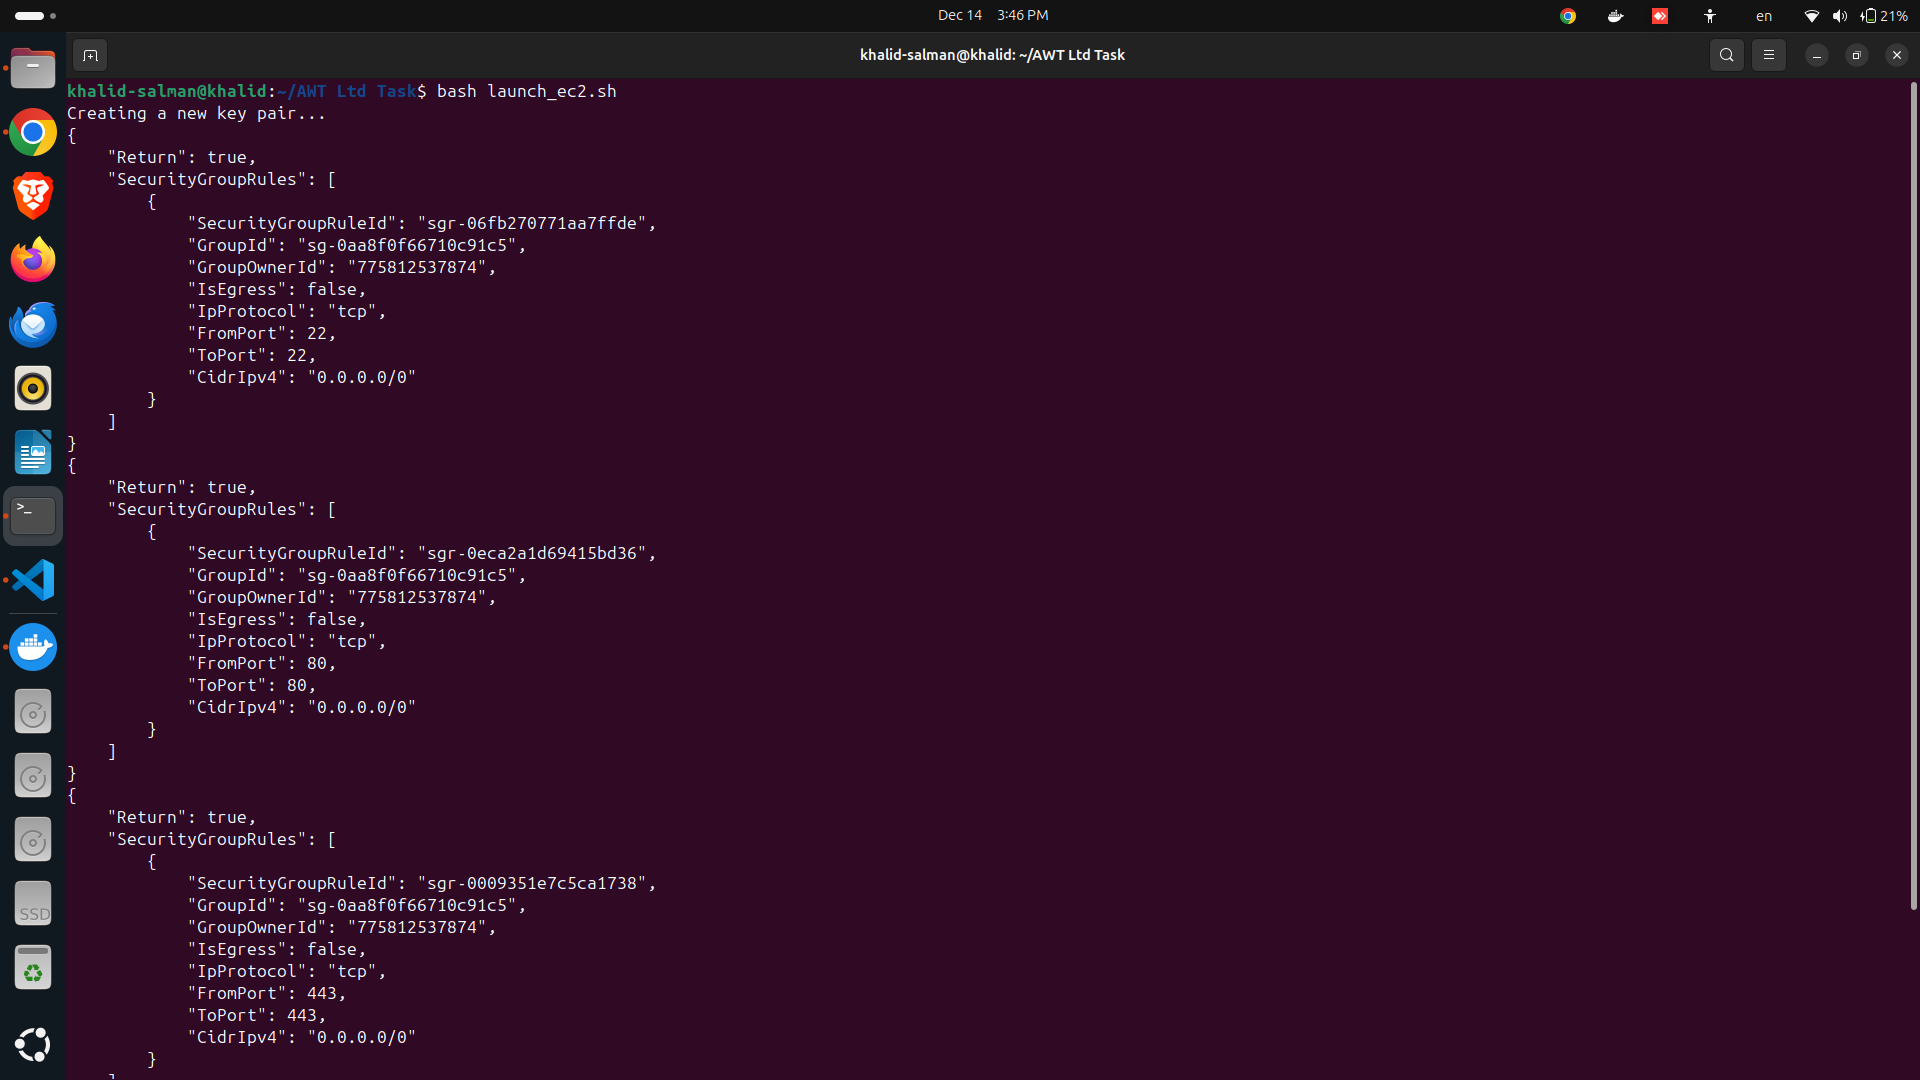 Dec 14 3:46 PM
en
21%
khalid-salman@khalid: ~/AWT Ltd Task
khalid-salman@khalid:~/AWT Ltd Task$ bash launch_ec2.sh
Creating a new key pair...
{
    "Return": true,
    "SecurityGroupRules": [
        {
            "SecurityGroupRuleId": "sgr-06fb270771aa7ffde",
            "GroupId": "sg-0aa8f0f66710c91c5",
            "GroupOwnerId": "775812537874",
            "IsEgress": false,
            "IpProtocol": "tcp",
            "FromPort": 22,
            "ToPort": 22,
            "CidrIpv4": "0.0.0.0/0"
        }
    ]
}
{
    "Return": true,
    "SecurityGroupRules": [
        {
            "SecurityGroupRuleId": "sgr-0eca2a1d69415bd36",
            "GroupId": "sg-0aa8f0f66710c91c5",
            "GroupOwnerId": "775812537874",
            "IsEgress": false,
            "IpProtocol": "tcp",
            "FromPort": 80,
            "ToPort": 80,
            "CidrIpv4": "0.0.0.0/0"
        }
    ]
}
{
    "Return": true,
    "SecurityGroupRules": [
        {
            "SecurityGroupRuleId": "sgr-0009351e7c5ca1738",
            "GroupId": "sg-0aa8f0f66710c91c5",
            "GroupOwnerId": "775812537874",
            "IsEgress": false,
            "IpProtocol": "tcp",
            "FromPort": 443,
            "ToPort": 443,
            "CidrIpv4": "0.0.0.0/0"
        }
    ]
>_
SSD